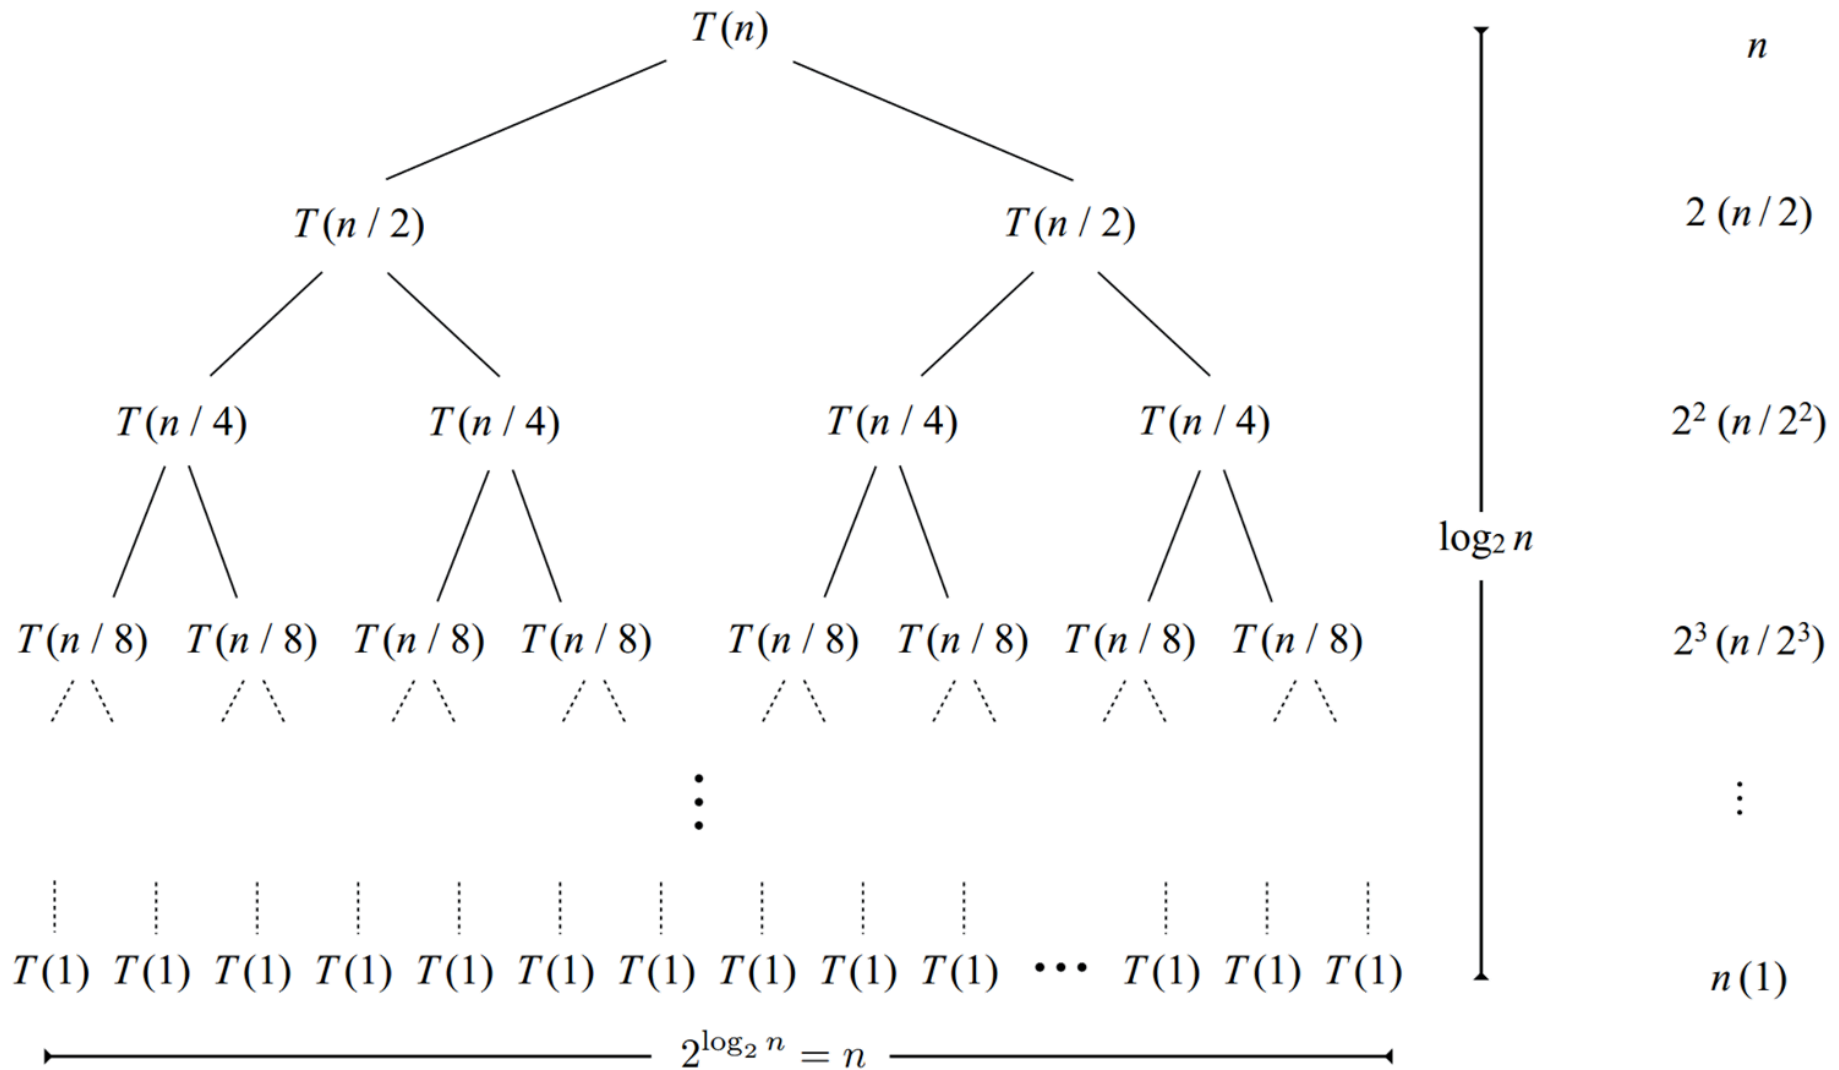 T(n) n
T(n / 2) T(n / 2) 2 (n / 2)
T(n / 4) T(n / 4) T(n / 4) T(n / 4) 2² (n / 2²)
log₂ n
T(n / 8) T(n / 8) T(n / 8) T(n / 8) T(n / 8) T(n / 8) T(n / 8) T(n / 8) 2³ (n / 2³)
⋮ ⋮
T(1) T(1) T(1) T(1) T(1) T(1) T(1) T(1) T(1) T(1) ••• T(1) T(1) T(1) n (1)
2^{log₂ n} = n